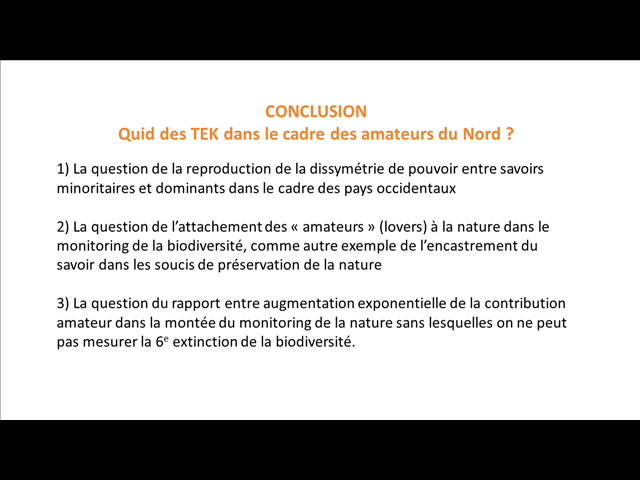 CONCLUSION
Quid des TEK dans le cadre des amateurs du Nord ?
1) La question de la reproduction de la dissymétrie de pouvoir entre savoirs
minoritaires et dominants dans le cadre des pays occidentaux
2) La question de l’attachement des « amateurs » (lovers) à la nature dans le
monitoring de la biodiversité, comme autre exemple de l’encastrement du
savoir dans les soucis de préservation de la nature
3) La question du rapport entre augmentation exponentielle de la contribution
amateur dans la montée du monitoring de la nature sans lesquelles on ne peut
pas mesurer la 6e extinction de la biodiversité.